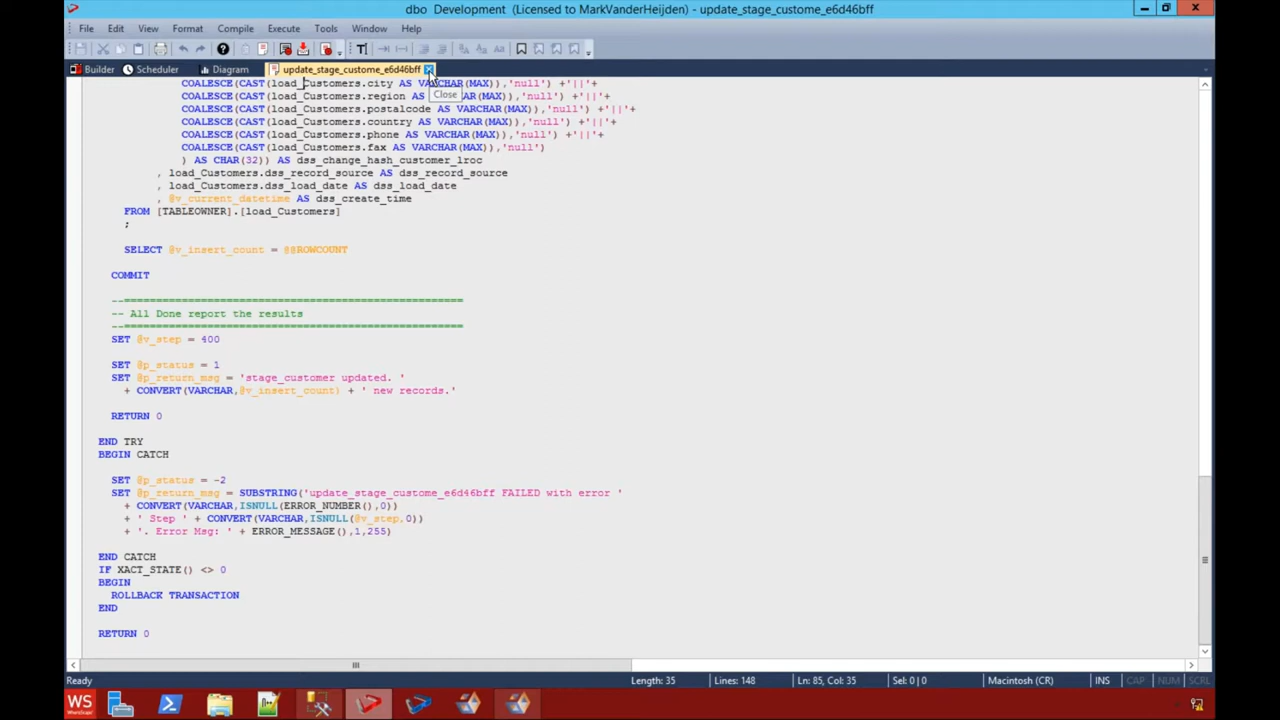 dbo Development (Licensed to MarkVanderHeijden) - update_stage_custome_e6d46bff
File Edit View Format Compile Execute Tools Window Help
Builder Scheduler Diagram update_stage_custome_e6d46bff
COALESCE(CAST(load_Customers.city AS VARCHAR(MAX)),'null') +'||'+
Close
COALESCE(CAST(load_Customers.region AS AR(MAX)),'null') +'||'+
COALESCE(CAST(load_Customers.postalcode AS VARCHAR(MAX)),'null') +'||'+
COALESCE(CAST(load_Customers.country AS VARCHAR(MAX)),'null') +'||'+
COALESCE(CAST(load_Customers.phone AS VARCHAR(MAX)),'null') +'||'+
COALESCE(CAST(load_Customers.fax AS VARCHAR(MAX)),'null')
) AS CHAR(32)) AS dss_change_hash_customer_lroc
, load_Customers.dss_record_source AS dss_record_source
, load_Customers.dss_load_date AS dss_load_date
, @v_current_datetime AS dss_create_time
FROM [TABLEOWNER].[load_Customers]
;
SELECT @v_insert_count = @@ROWCOUNT
COMMIT
--=====================================================
-- All Done report the results
--=====================================================
SET @v_step = 400
SET @p_status = 1
SET @p_return_msg = 'stage_customer updated. '
+ CONVERT(VARCHAR,@v_insert_count) + ' new records.'
RETURN 0
END TRY
BEGIN CATCH
SET @p_status = -2
SET @p_return_msg = SUBSTRING('update_stage_custome_e6d46bff FAILED with error '
+ CONVERT(VARCHAR,ISNULL(ERROR_NUMBER(),0))
+ ' Step ' + CONVERT(VARCHAR,ISNULL(@v_step,0))
+ '. Error Msg: ' + ERROR_MESSAGE(),1,255)
END CATCH
IF XACT_STATE() <> 0
BEGIN
ROLLBACK TRANSACTION
END
RETURN 0
Ready Length: 35 Lines: 148 Ln: 85, Col: 35 Sel: 0 | 0 Macintosh (CR) INS CAP NUM SCRL
WS